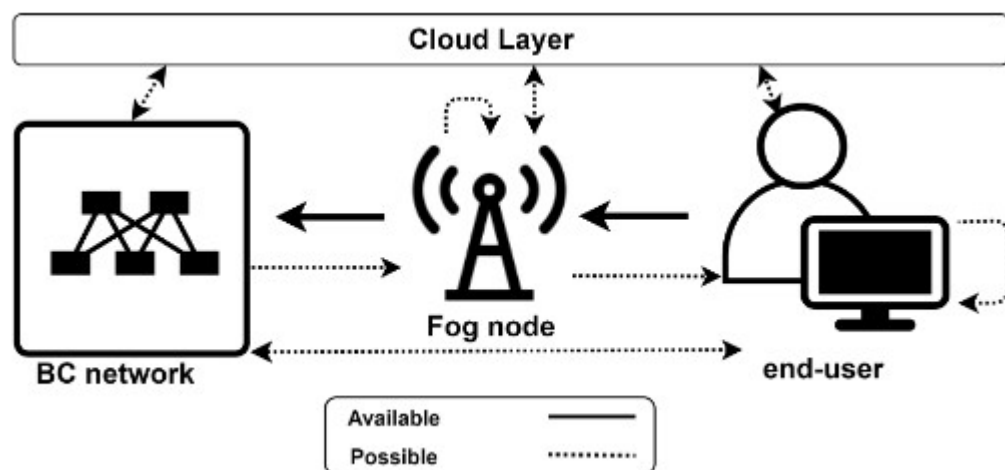 Cloud Layer
Fog node
BC network
end-user
Available
Possible